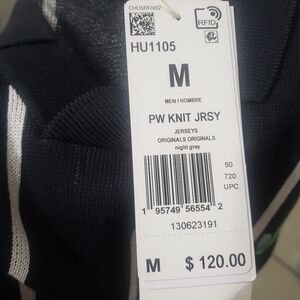 CHUSRFIV02
RFID
HU1105
M
MEN / HOMBRE
PW KNIT JRSY
JERSEYS
ORIGINALS ORIGINALS
night grey
50
720
UPC
1 95749 56554 2
130623191
M $ 120.00